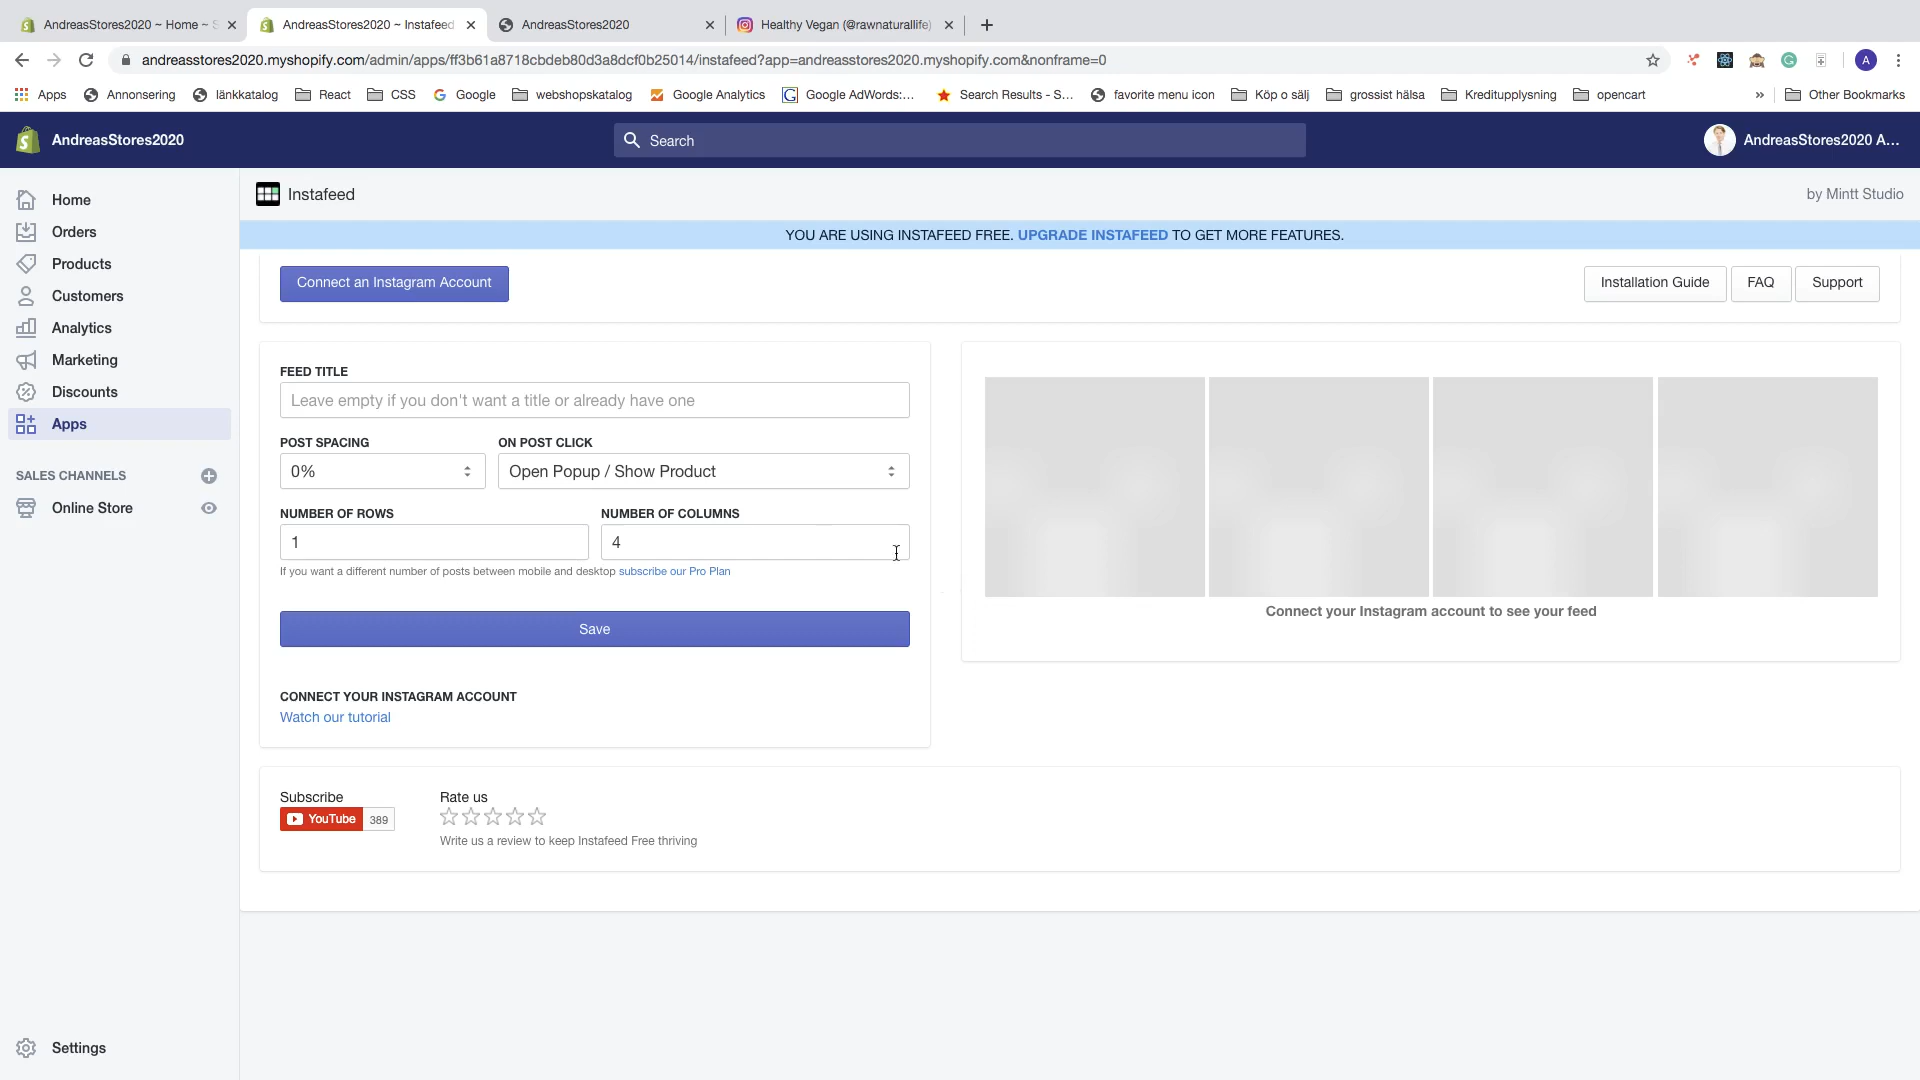 AndreasStores2020 ~ Home ~ S
AndreasStores2020 ~ Instafeed
AndreasStores2020
Healthy Vegan (@rawnaturallife)
andreasstores2020.myshopify.com/admin/apps/ff3b61a8718cbdeb80d3a8dcf0b25014/instafeed?app=andreasstores2020.myshopify.com&nonframe=0
A
Apps
Annonsering
länkkatalog
React
CSS
Google
webshopskatalog
Google Analytics
Google AdWords:...
Search Results - S...
favorite menu icon
Köp o sälj
grossist hälsa
Kreditupplysning
opencart
»
Other Bookmarks
AndreasStores2020
Search
AndreasStores2020 A...
Home
Orders
Products
Customers
Analytics
Marketing
Discounts
Apps
SALES CHANNELS
Online Store
Settings
Instafeed
by Mintt Studio
YOU ARE USING INSTAFEED FREE. UPGRADE INSTAFEED TO GET MORE FEATURES.
Connect an Instagram Account
Installation Guide
FAQ
Support
FEED TITLE
Leave empty if you don't want a title or already have one
POST SPACING
ON POST CLICK
0%
Open Popup / Show Product
NUMBER OF ROWS
NUMBER OF COLUMNS
1
4
If you want a different number of posts between mobile and desktop subscribe our Pro Plan
Save
CONNECT YOUR INSTAGRAM ACCOUNT
Watch our tutorial
Connect your Instagram account to see your feed
Subscribe
YouTube
389
Rate us
Write us a review to keep Instafeed Free thriving